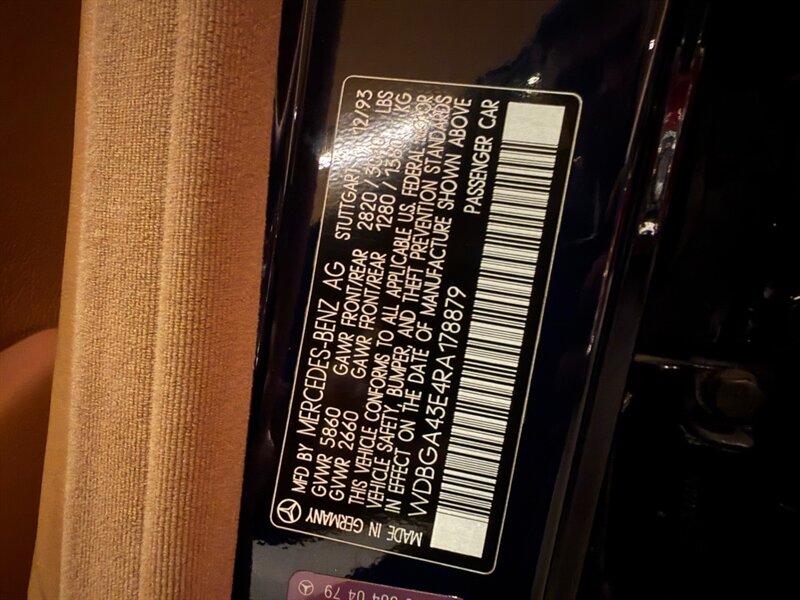 MFD BY MERCEDES-BENZ AG STUTTGART 12/93
GVWR 5860 GAWR FRONT/REAR 2820 / LBS
GVWR 2660 GAWR FRONT/REAR 1280 / KG
THIS VEHICLE CONFORMS TO ALL APPLICABLE U.S. FEDERAL MOTOR
VEHICLE SAFETY, BUMPER, AND THEFT PREVENTION STANDARDS
IN EFFECT ON THE DATE OF MANUFACTURE SHOWN ABOVE
WDBGA43E4RA178879 PASSENGER CAR
MADE IN GERMANY
04 79